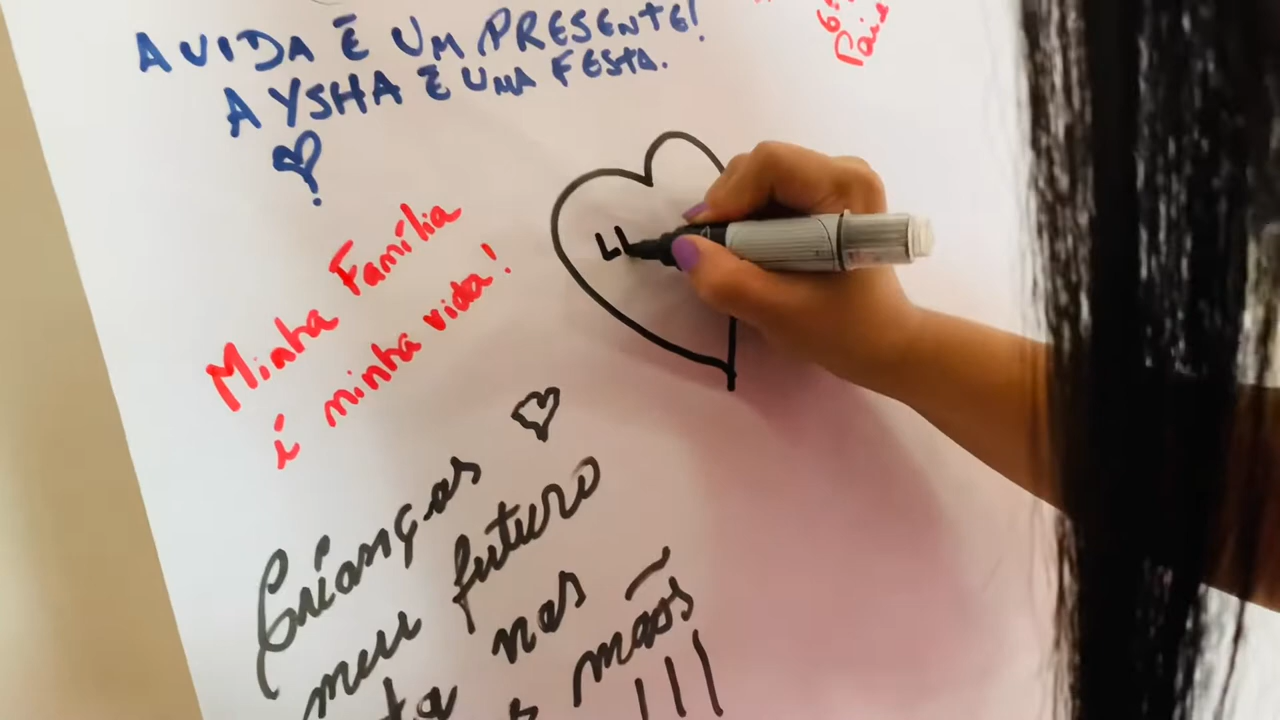 A VIDA É UM PRESENTE!
AYSHA É UMA FESTA.
Minha Família
é minha vida!
Crianças
meu futuro
nas
mãos
!!!